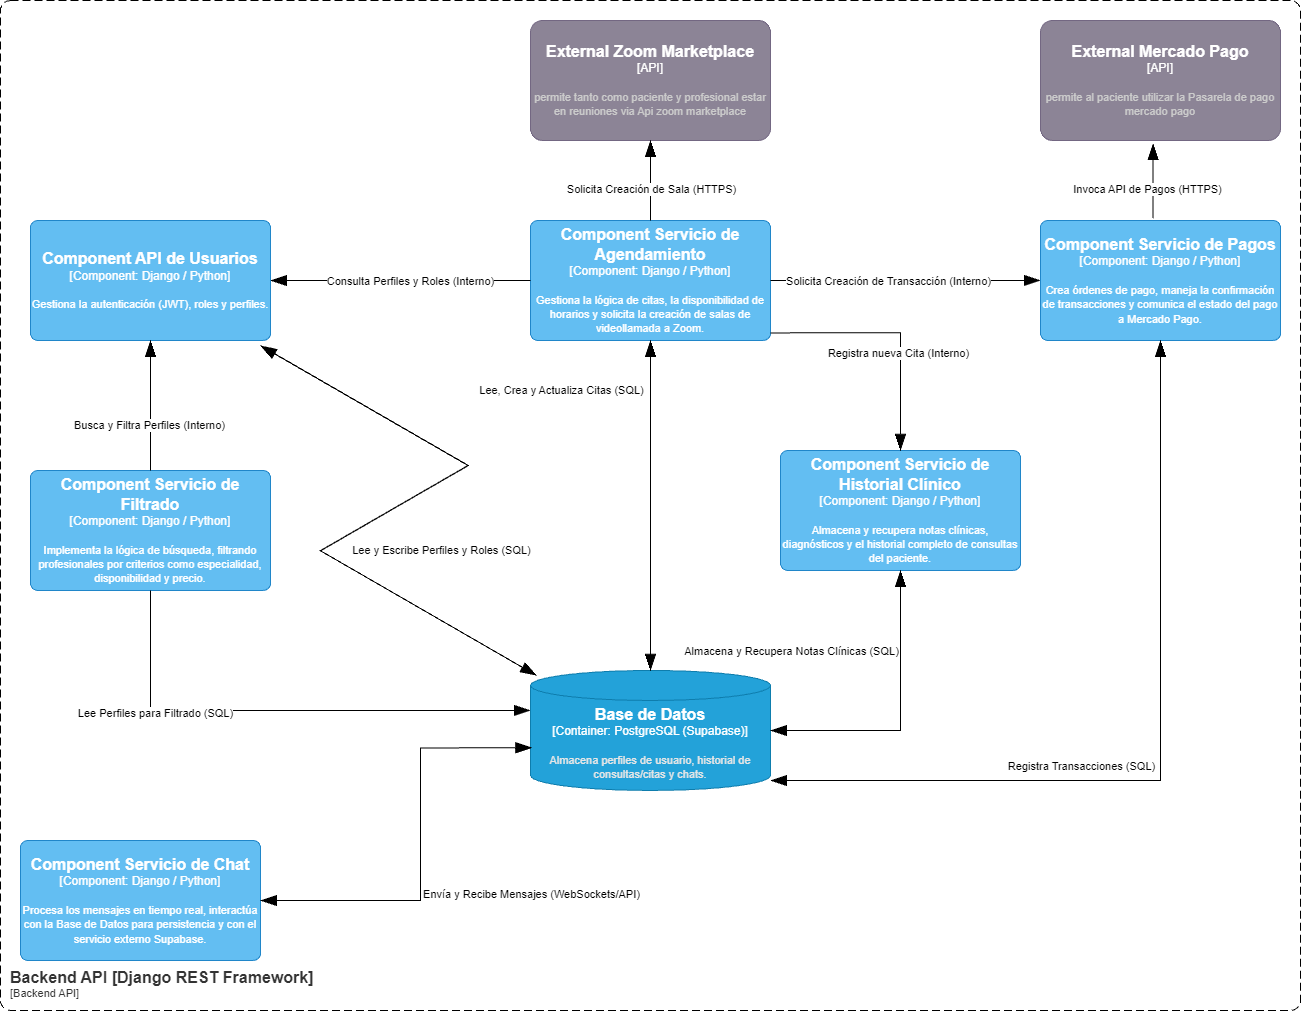 External Zoom Marketplace
[API]
permite tanto como paciente y profesional estar
en reuniones via Api zoom marketplace
External Mercado Pago
[API]
permite al paciente utilizar la Pasarela de pago
mercado pago
Solicita Creación de Sala (HTTPS)
Invoca API de Pagos (HTTPS)
Component API de Usuarios
[Component: Django / Python]
Gestiona la autenticación (JWT), roles y perfiles.
Consulta Perfiles y Roles (Interno)
Component Servicio de
Agendamiento
[Component: Django / Python]
Gestiona la lógica de citas, la disponibilidad de
horarios y solicita la creación de salas de
videollamada a Zoom.
Solicita Creación de Transacción (Interno)
Component Servicio de Pagos
[Component: Django / Python]
Crea órdenes de pago, maneja la confirmación
de transacciones y comunica el estado del pago
a Mercado Pago.
Registra nueva Cita (Interno)
Lee, Crea y Actualiza Citas (SQL)
Busca y Filtra Perfiles (Interno)
Component Servicio de
Filtrado
[Component: Django / Python]
Implementa la lógica de búsqueda, filtrando
profesionales por criterios como especialidad,
disponibilidad y precio.
Component Servicio de
Historial Clínico
[Component: Django / Python]
Almacena y recupera notas clínicas,
diagnósticos y el historial completo de consultas
del paciente.
Lee y Escribe Perfiles y Roles (SQL)
Almacena y Recupera Notas Clínicas (SQL)
Lee Perfiles para Filtrado (SQL)
Base de Datos
[Container: PostgreSQL (Supabase)]
Almacena perfiles de usuario, historial de
consultas/citas y chats.
Registra Transacciones (SQL)
Component Servicio de Chat
[Component: Django / Python]
Procesa los mensajes en tiempo real, interactúa
con la Base de Datos para persistencia y con el
servicio externo Supabase.
Envía y Recibe Mensajes (WebSockets/API)
Backend API [Django REST Framework]
[Backend API]